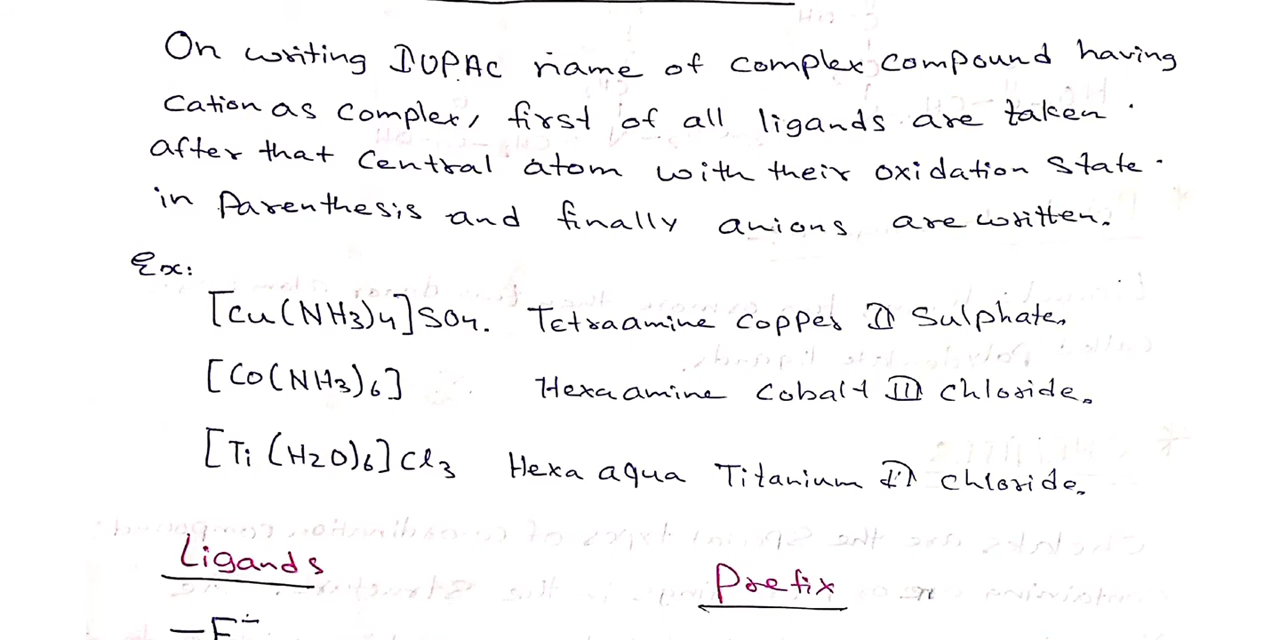 On writing IUPAC name of complex compound having
cation as complex, first of all ligands are taken.
after that central atom with their oxidation state.
in Parenthesis and finally anions are written.
Ex:
[Cu(NH3)4]SO4. Tetraamine copper II Sulphate.
[Co(NH3)6] Hexaamine cobalt III chloride.
[Ti(H2O)6]Cl3 Hexa aqua Titanium III chloride.
Ligands Prefix
—F-